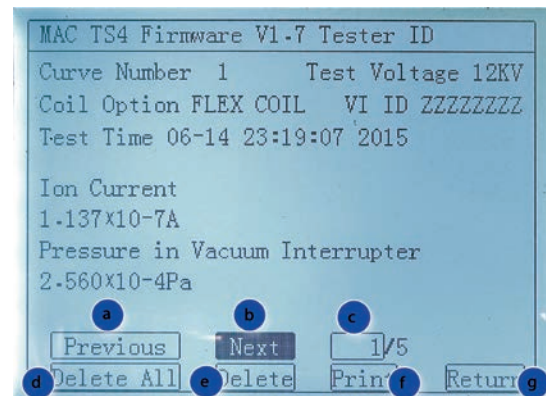 MAC TS4 Firmware V1.7 Tester ID
Curve Number 1 Test Voltage 12KV
Coil Option FLEX COIL VI ID ZZZZZZZZ
Test Time 06-14 23:19:07 2015
Ion Current
1.137X10-7A
Pressure in Vacuum Interrupter
2.560X10-4Pa
a b c
Previous Next 1/5
d Delete All e Delete Print f Return g